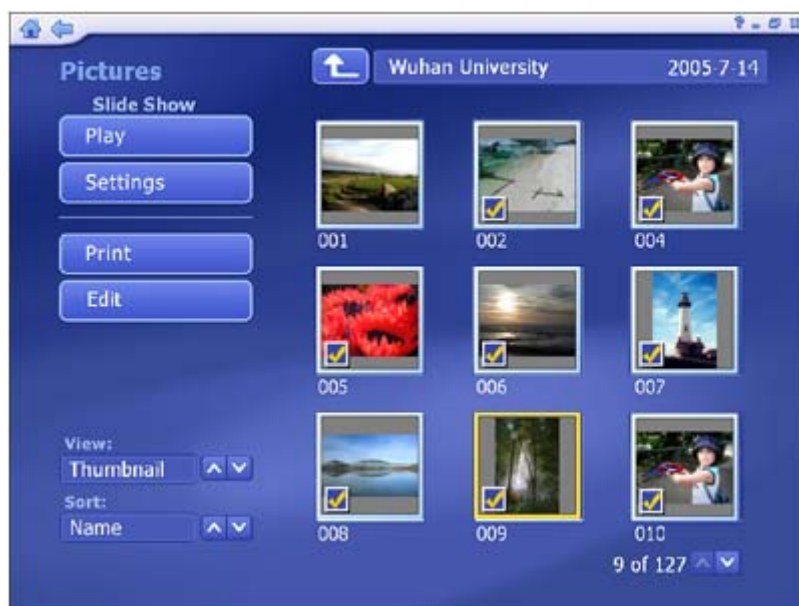 Pictures
Slide Show
Play
Settings
Print
Edit
View:
Thumbnail
Sort:
Name
Wuhan University 2005-7-14
001 002 004
005 006 007
008 009 010
9 of 127